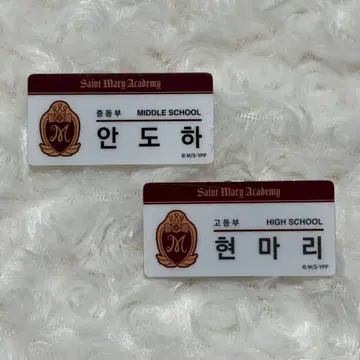 Saint Mary Academy
중등부 MIDDLE SCHOOL
M
안 도 하
© M/S-YPP
Saint Mary Academy
고등부 HIGH SCHOOL
M
현 마 리
© M/S-YPP